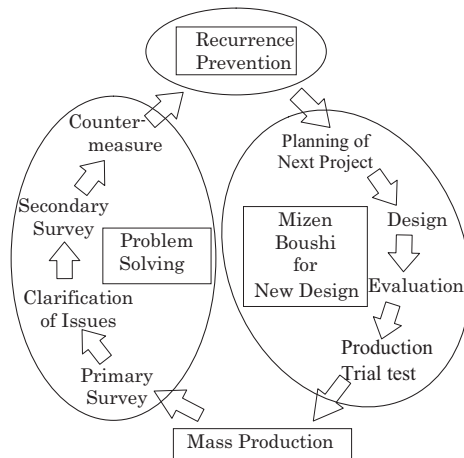 Recurrence
Prevention
Counter-
measure
Planning of
Next Project
Secondary
Survey
Problem
Solving
Mizen
Boushi
for
New Design
Design
Evaluation
Clarification
of Issues
Production
Trial test
Primary
Survey
Mass Production